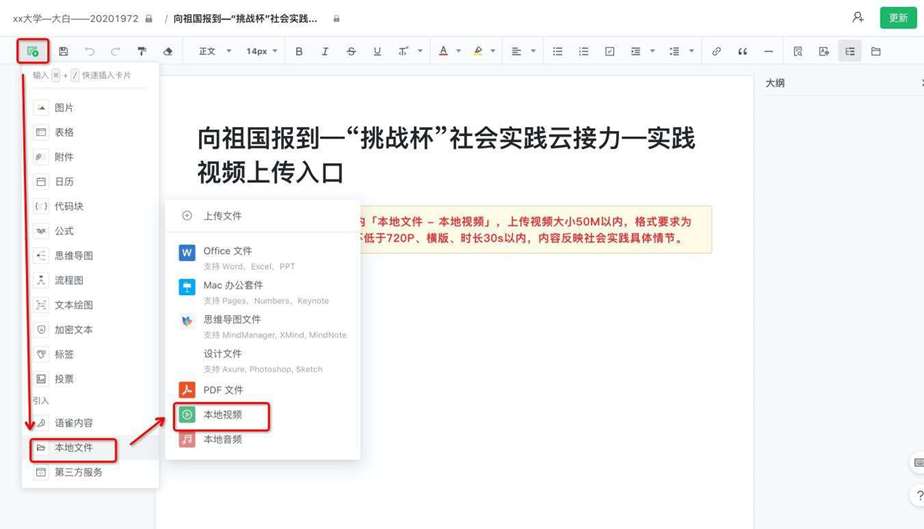 xx大学—大白——20201972 / 向祖国报到—“挑战杯”社会实践...
更新
正文 14px B I S U T A
输入 ⌘ + / 快速插入卡片
大纲
图片
表格
附件
日历
代码块
公式
思维导图
流程图
文本绘图
加密文本
标签
投票
引入
语雀内容
本地文件
第三方服务
向祖国报到—“挑战杯”社会实践云接力—实践
视频上传入口
「本地文件 – 本地视频」，上传视频大小50M以内，格式要求为
不低于720P、横版、时长30s以内，内容反映社会实践具体情节。
上传文件
Office 文件
支持 Word、Excel、PPT
Mac 办公套件
支持 Pages、Numbers、Keynote
思维导图文件
支持 MindManager, XMind, MindNote
设计文件
支持 Axure, Photoshop, Sketch
PDF 文件
本地视频
本地音频